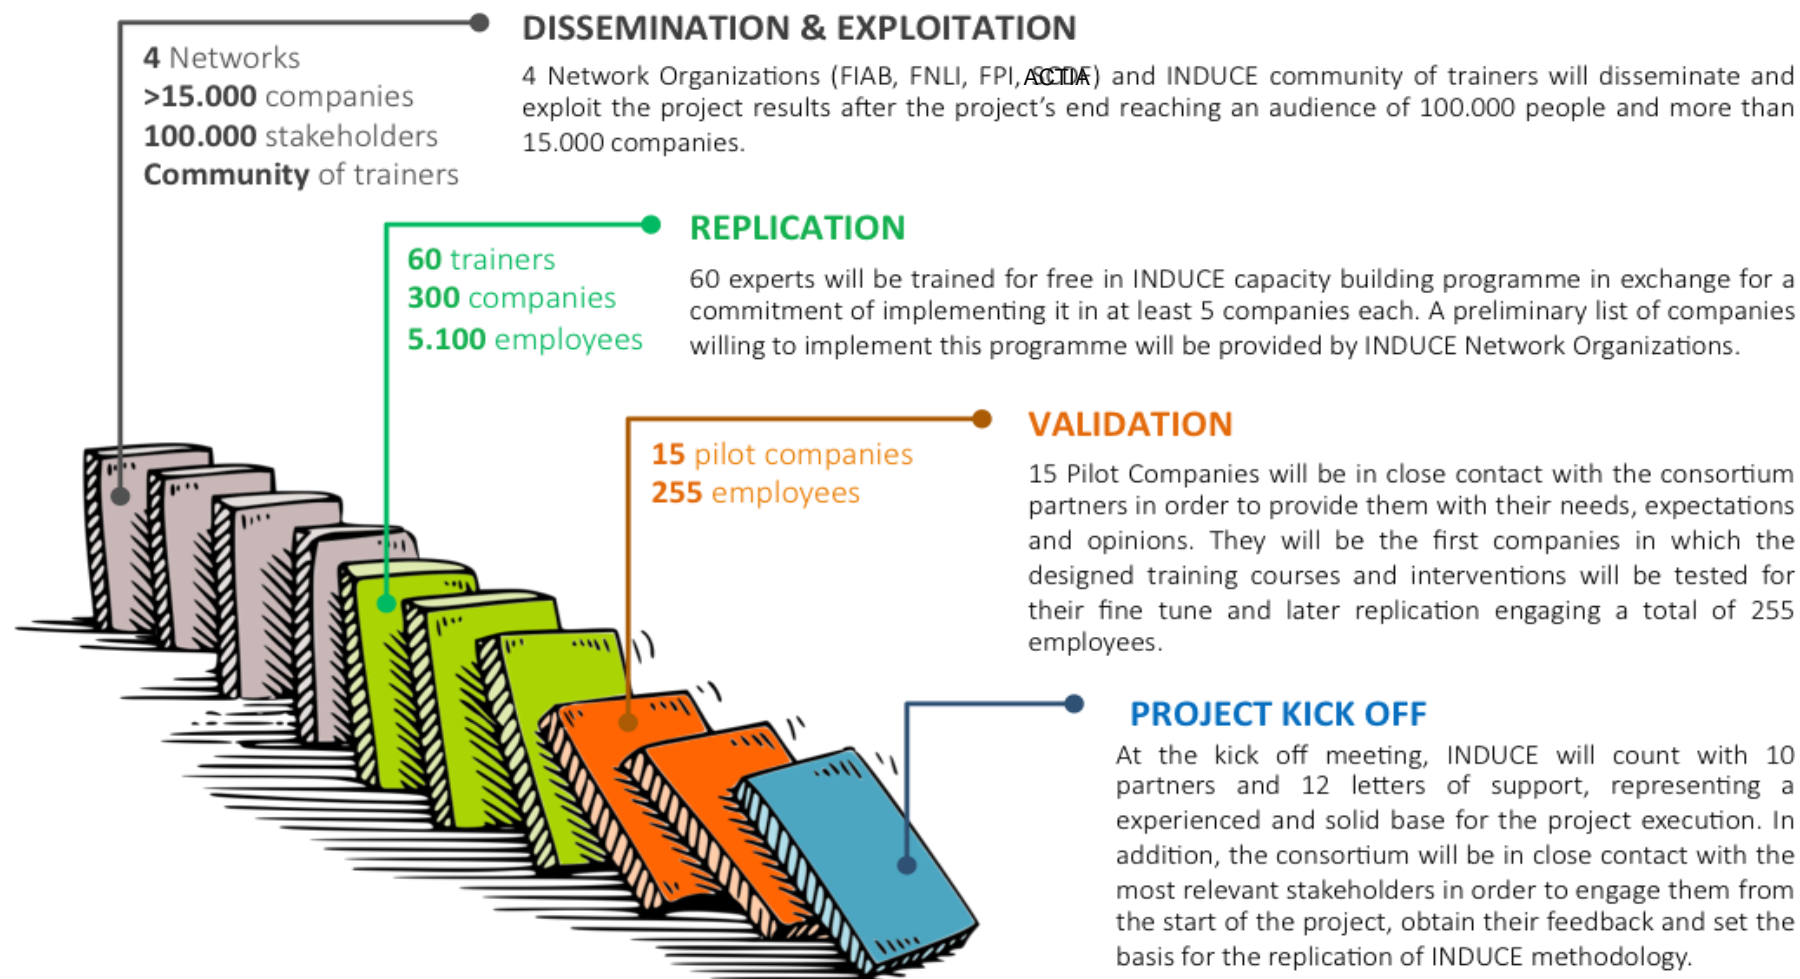 DISSEMINATION & EXPLOITATION
4 Networks
>15.000 companies
100.000 stakeholders
Community of trainers
4 Network Organizations (FIAB, FNLI, FPI, ACTIA) and INDUCE community of trainers will disseminate and
exploit the project results after the project’s end reaching an audience of 100.000 people and more than
15.000 companies.
REPLICATION
60 trainers
300 companies
5.100 employees
60 experts will be trained for free in INDUCE capacity building programme in exchange for a
commitment of implementing it in at least 5 companies each. A preliminary list of companies
willing to implement this programme will be provided by INDUCE Network Organizations.
VALIDATION
15 pilot companies
255 employees
15 Pilot Companies will be in close contact with the consortium
partners in order to provide them with their needs, expectations
and opinions. They will be the first companies in which the
designed training courses and interventions will be tested for
their fine tune and later replication engaging a total of 255
employees.
PROJECT KICK OFF
At the kick off meeting, INDUCE will count with 10
partners and 12 letters of support, representing a
experienced and solid base for the project execution. In
addition, the consortium will be in close contact with the
most relevant stakeholders in order to engage them from
the start of the project, obtain their feedback and set the
basis for the replication of INDUCE methodology.